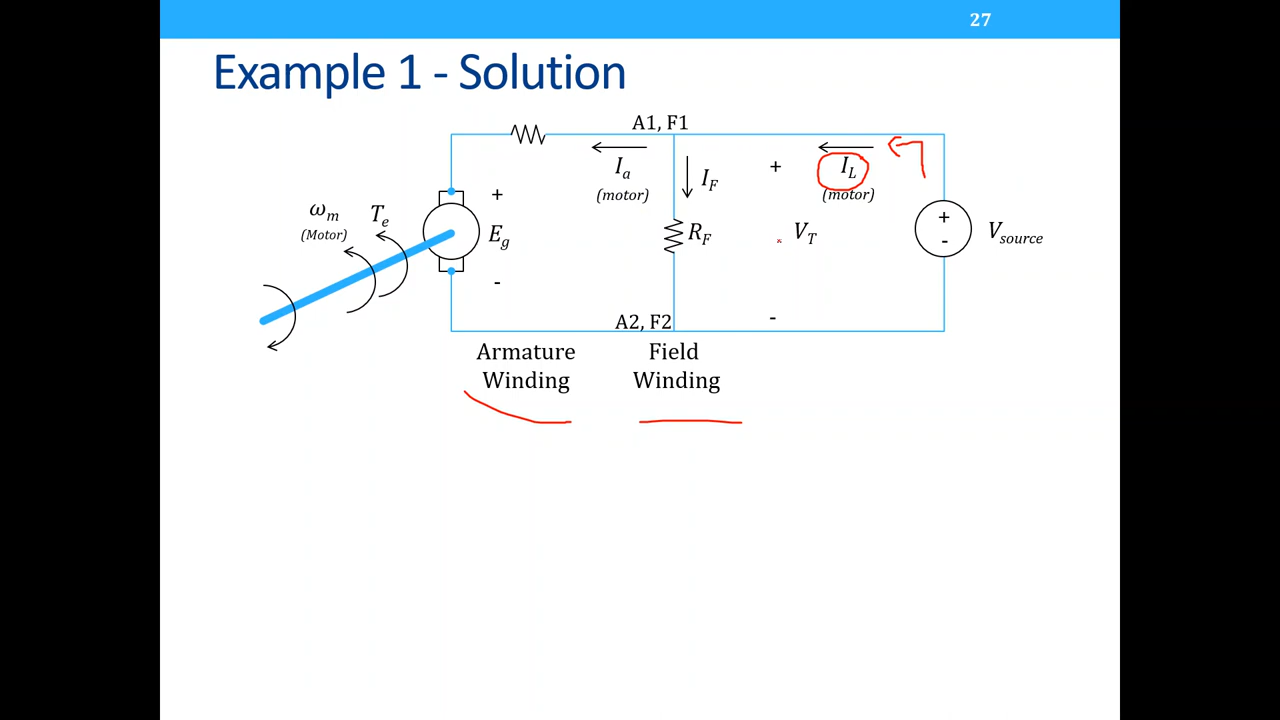 27
Example 1 - Solution
A1, F1
I_a
(motor)
I_F
+
I_L
(motor)
ω_m
(Motor)
T_e
+
E_g
-
R_F
V_T
+
-
V_source
-
A2, F2
Armature
Winding
Field
Winding